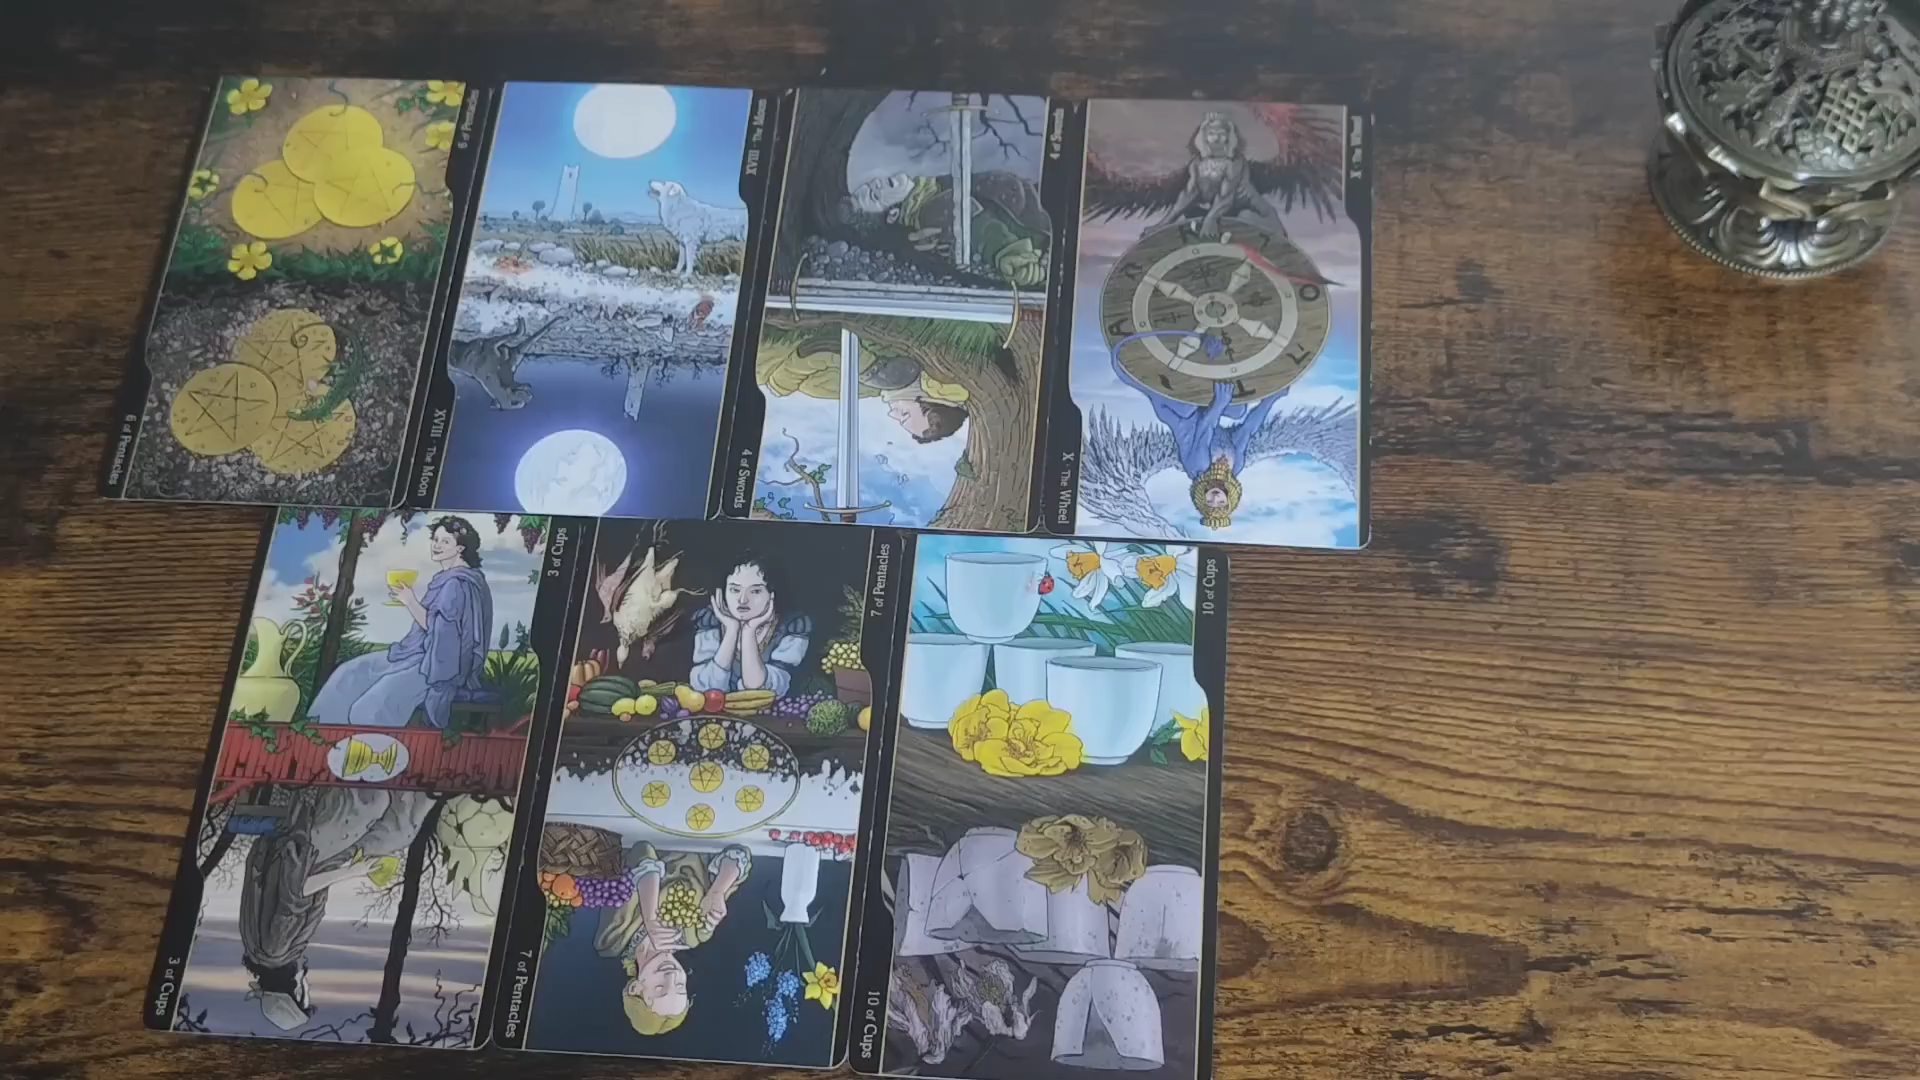 6 of Pentacles
XVIII · The Moon
4 of Swords
X · The Wheel
6 of Pentacles
XVIII · The Moon
4 of Swords
X · The Wheel
3 of Cups
7 of Pentacles
10 of Cups
3 of Cups
7 of Pentacles
10 of Cups